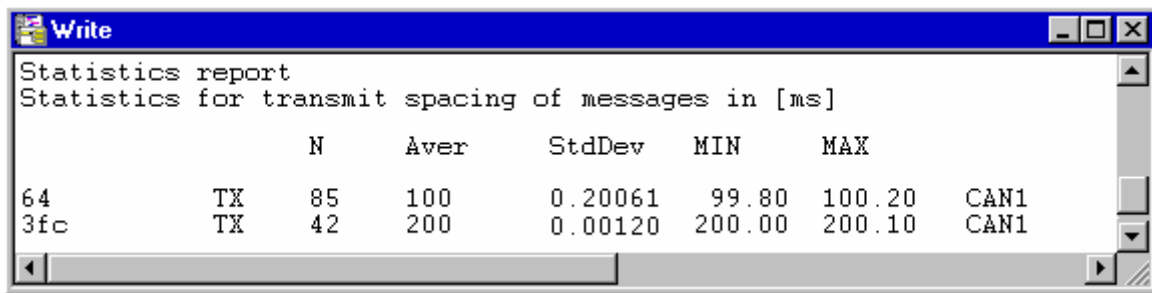 Write
Statistics report
Statistics for transmit spacing of messages in [ms]
N Aver StdDev MIN MAX
64 TX 85 100 0.20061 99.80 100.20 CAN1
3fc TX 42 200 0.00120 200.00 200.10 CAN1